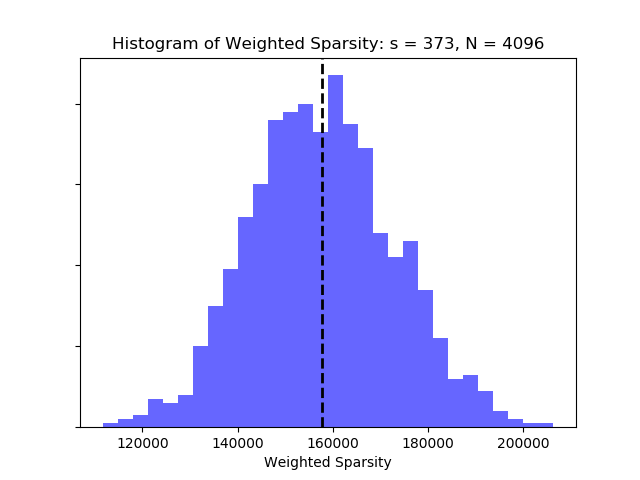 Histogram of Weighted Sparsity: s = 373, N = 4096
120000 140000 160000 180000 200000
Weighted Sparsity